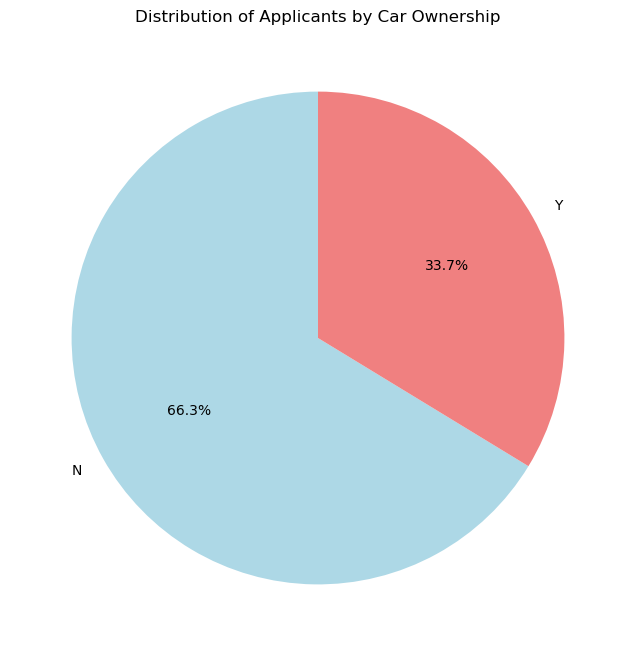 Distribution of Applicants by Car Ownership
Y
33.7%
66.3%
N